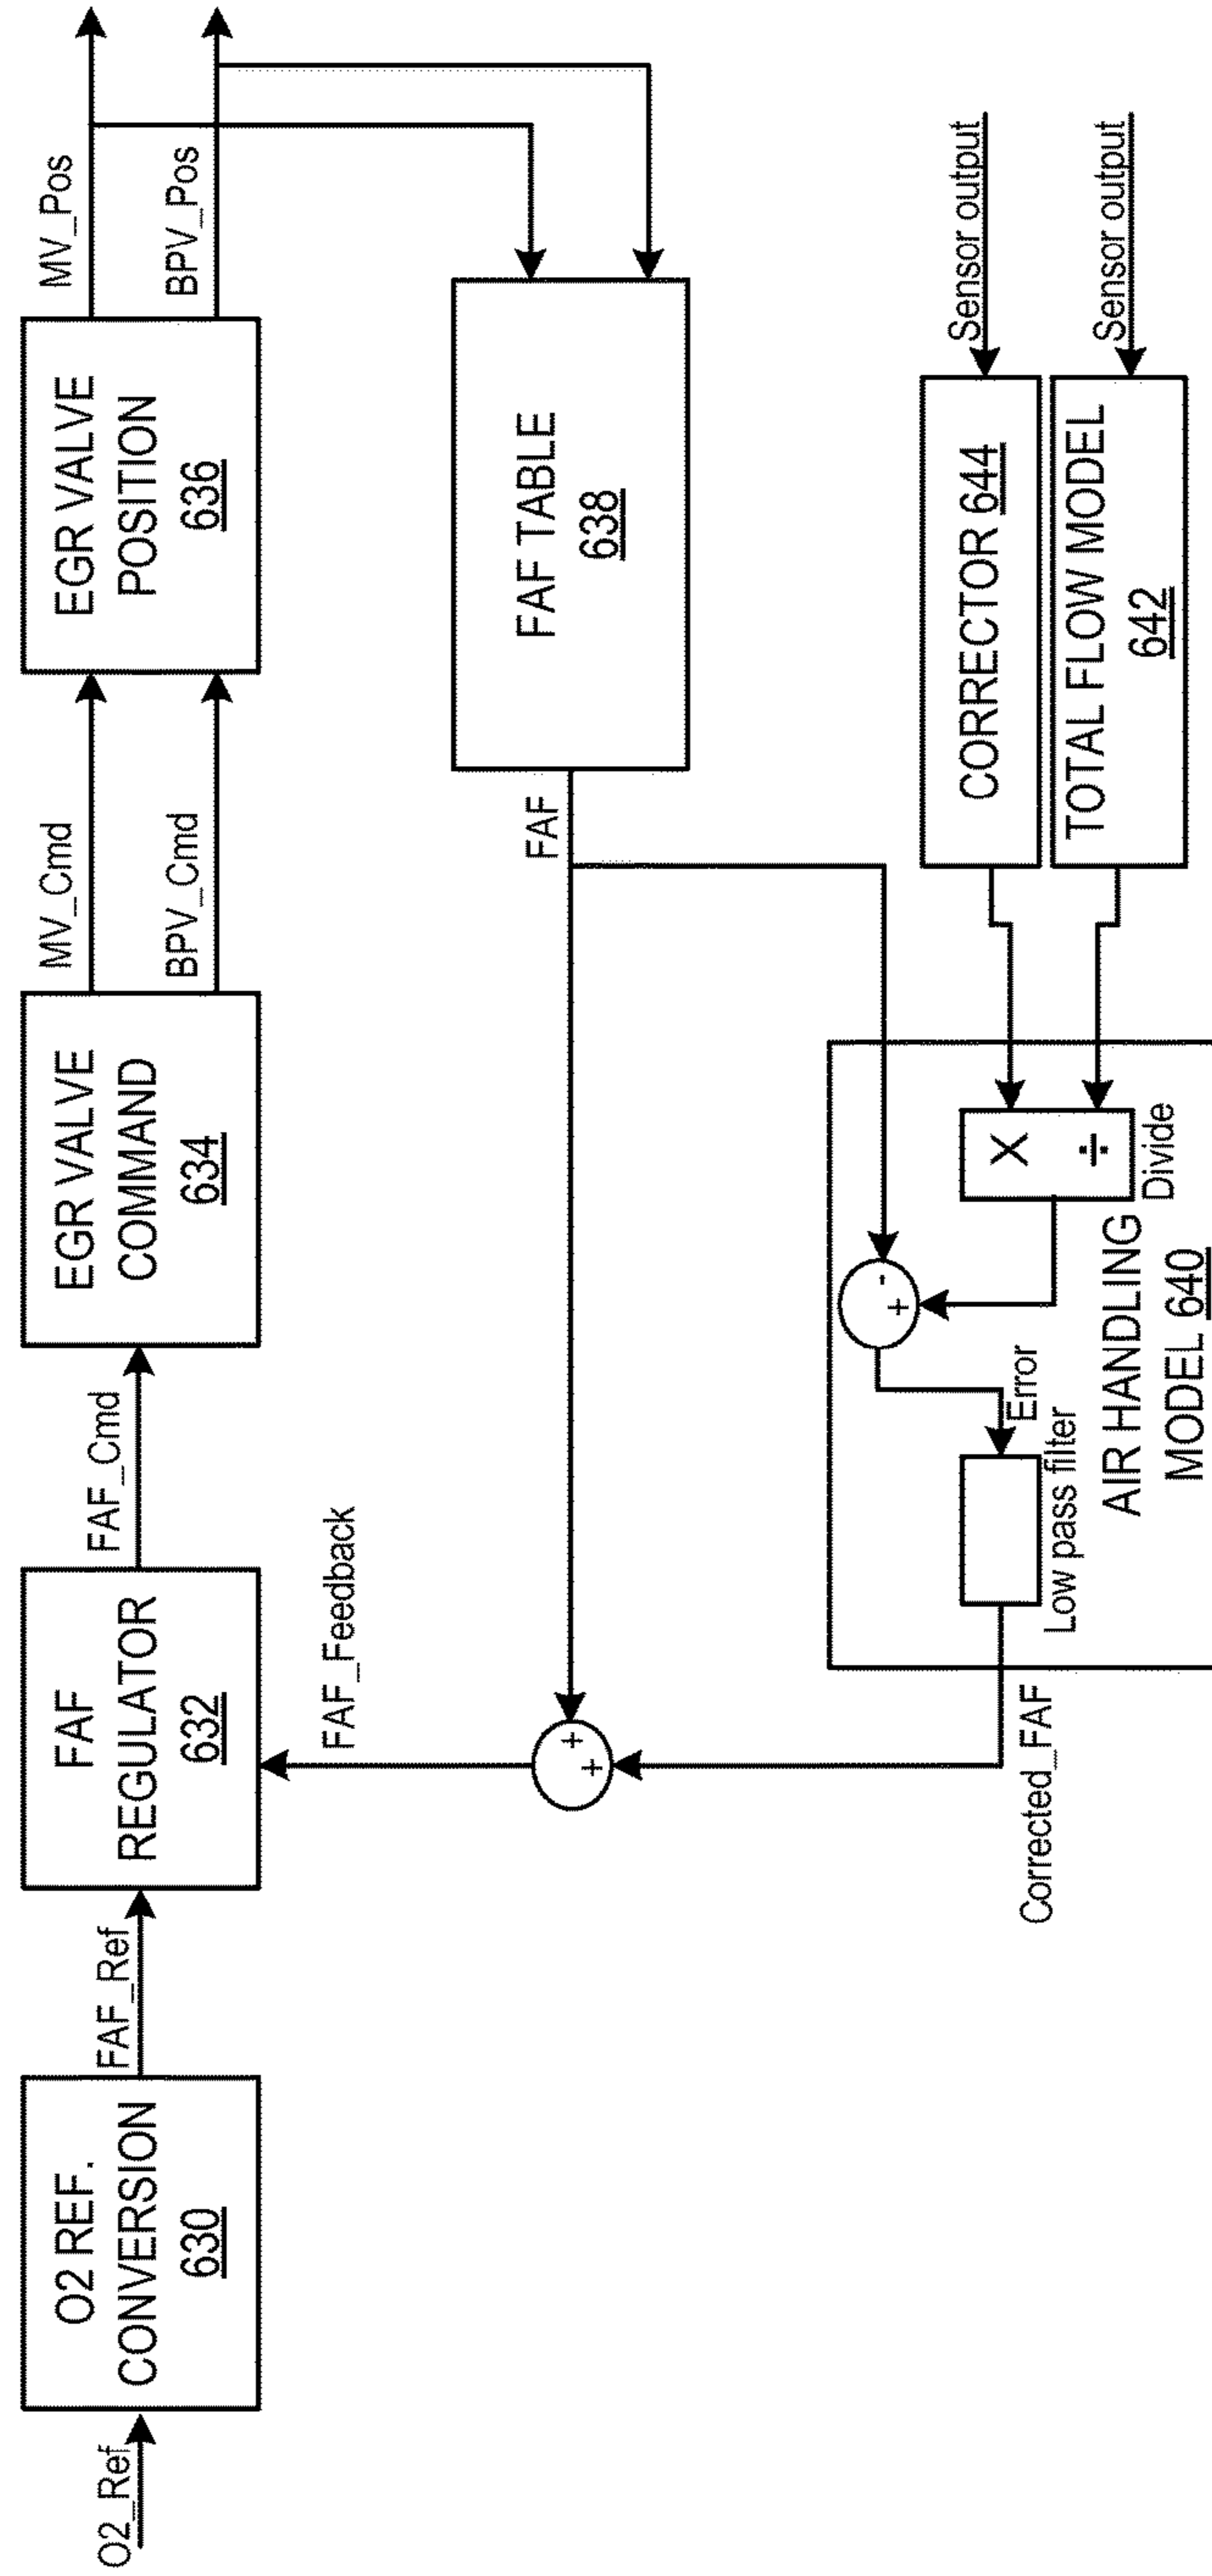 O2_Ref
O2 REF.
CONVERSION
630
FAF_Ref
FAF
REGULATOR
632
FAF_Cmd
EGR VALVE
COMMAND
634
MV_Cmd
BPV_Cmd
EGR VALVE
POSITION
636
MV_Pos
BPV_Pos
FAF_Feedback
+
+
FAF
FAF TABLE
638
Corrected_FAF
Low pass filter
Error
-
+
X
÷
Divide
AIR HANDLING
MODEL 640
CORRECTOR 644
Sensor output
TOTAL FLOW MODEL
642
Sensor output